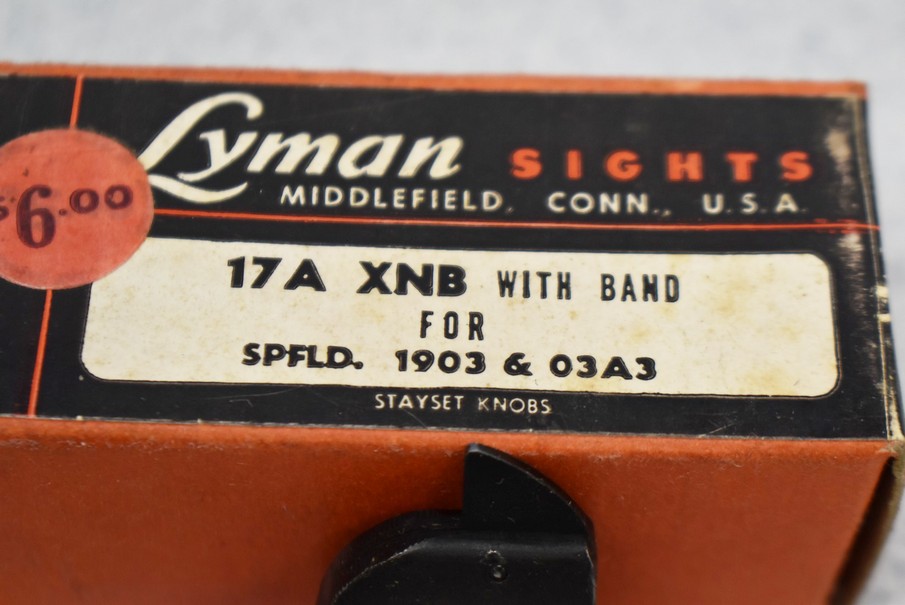 Lyman SIGHTS
MIDDLEFIELD, CONN., U.S.A.
$6.00
17A XNB WITH BAND
FOR
SPFLD. 1903 & 03A3
STAYSET KNOBS